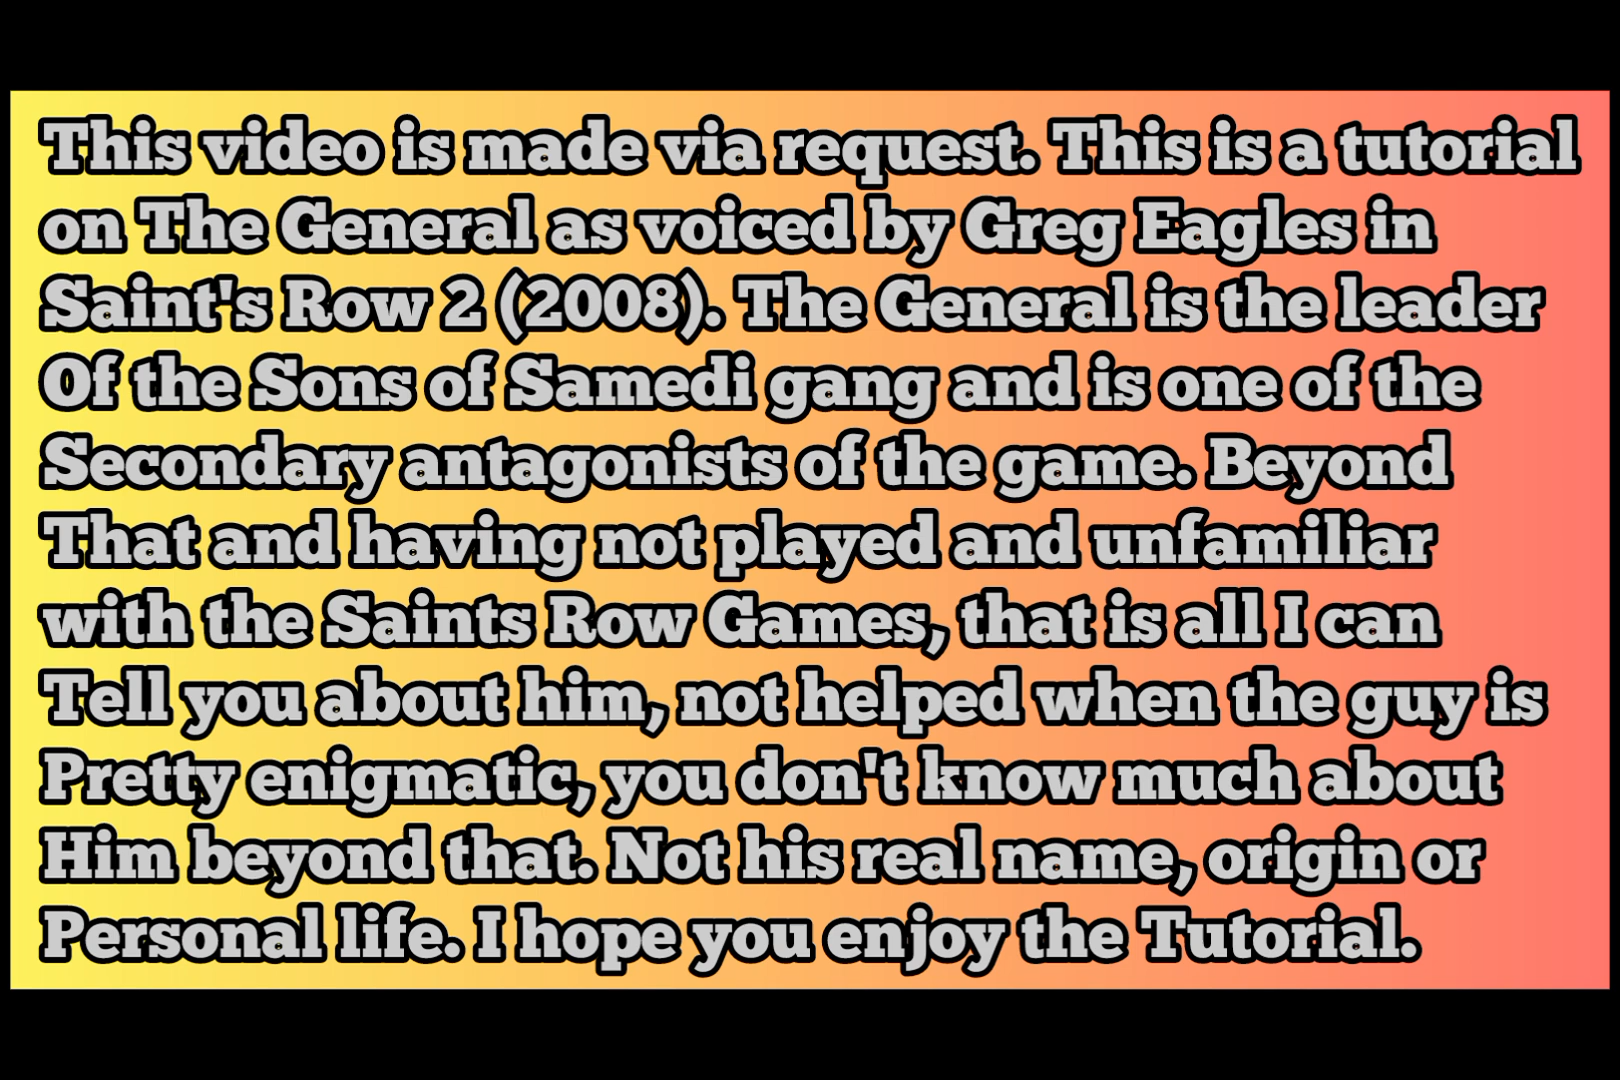 This video is made via request. This is a tutorial
on The General as voiced by Greg Eagles in
Saint's Row 2 (2008). The General is the leader
Of the Sons of Samedi gang and is one of the
Secondary antagonists of the game. Beyond
That and having not played and unfamiliar
with the Saints Row Games, that is all I can
Tell you about him, not helped when the guy is
Pretty enigmatic, you don't know much about
Him beyond that. Not his real name, origin or
Personal life. I hope you enjoy the Tutorial.